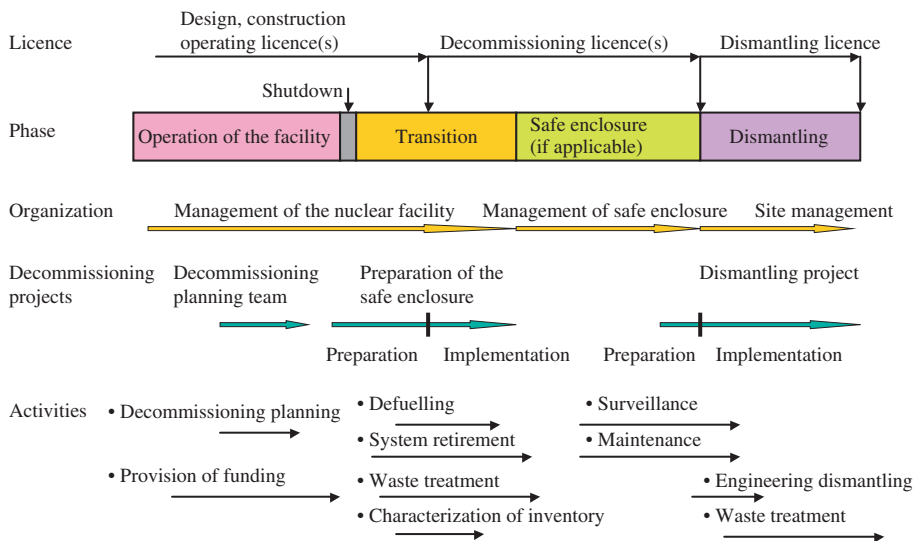 Licence
Design, construction
operating licence(s)
Decommissioning licence(s)
Dismantling licence
Shutdown
Phase
Operation of the facility
Transition
Safe enclosure
(if applicable)
Dismantling
Organization
Management of the nuclear facility
Management of safe enclosure
Site management
Decommissioning
projects
Decommissioning
planning team
Preparation of the
safe enclosure
Dismantling project
Preparation
Implementation
Preparation
Implementation
Activities
• Decommissioning planning
• Provision of funding
• Defuelling
• System retirement
• Waste treatment
• Characterization of inventory
• Surveillance
• Maintenance
• Engineering dismantling
• Waste treatment